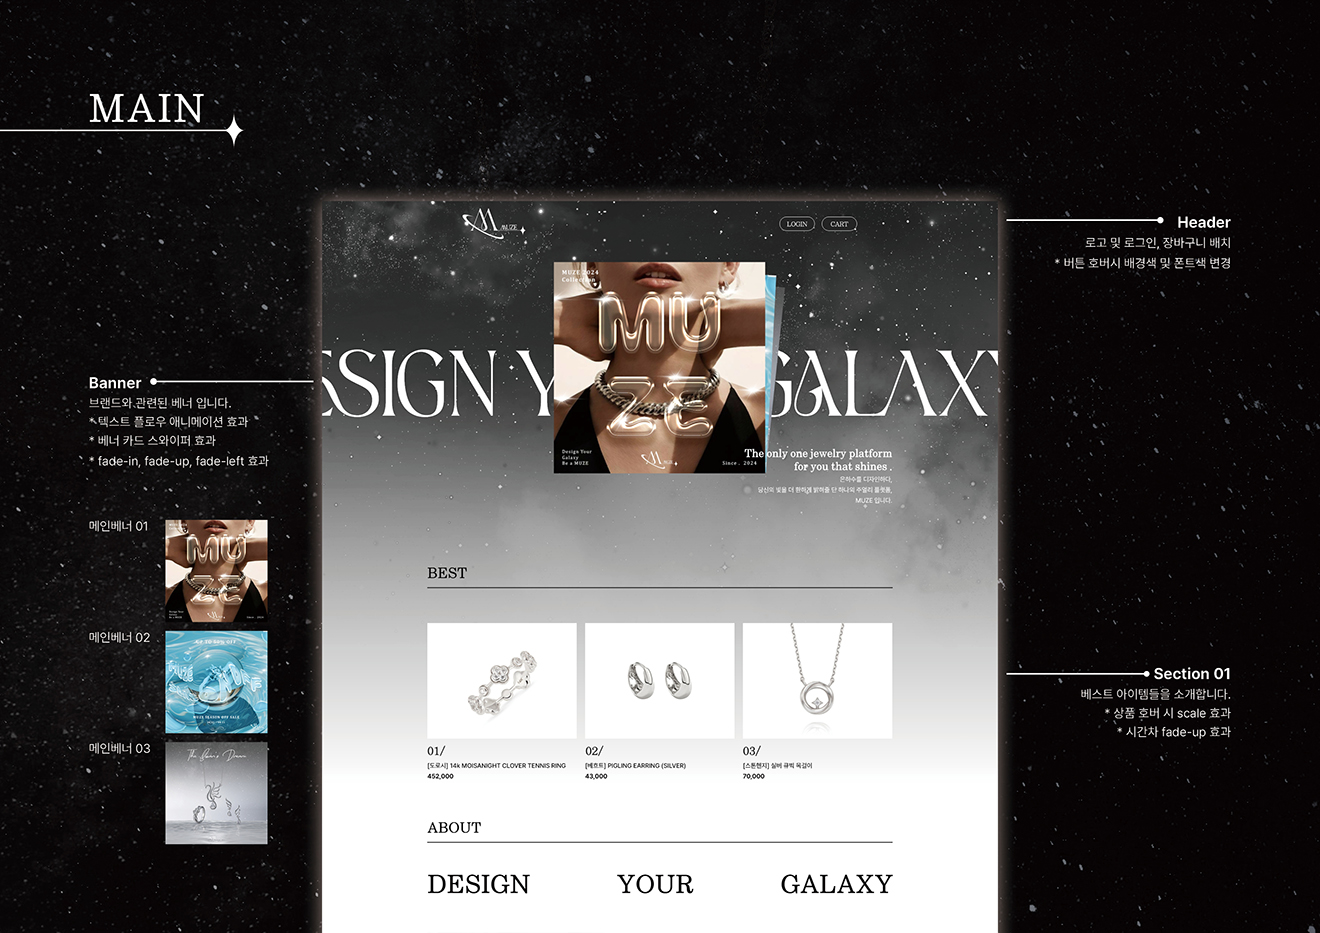 MAIN
Header
로고 및 로그인, 장바구니 배치
* 버튼 호버시 배경색 및 폰트색 변경
MUZE
LOGIN
CART
MUZE 2024
Collection
MU
ZE
Design Your
Galaxy
Be a MUZE
Since . 2024
ESIGN Y
GALAXY
The only one jewelry platform
for you that shines .
은하수를 디자인하다,
당신의 빛을 더 환하게 밝혀줄 단 하나의 주얼리 플랫폼,
MUZE 입니다.
Banner
브랜드와 관련된 베너 입니다.
* 텍스트 플로우 애니메이션 효과
* 베너 카드 스와이퍼 효과
* fade-in, fade-up, fade-left 효과
메인베너 01
MU
ZE
메인베너 02
메인베너 03
BEST
01/
[도로시] 14k MOISANIGHT CLOVER TENNIS RING
452,000
02/
[베흐트] PIGLING EARRING (SILVER)
43,000
03/
[스톤헨지] 실버 큐빅 목걸이
70,000
Section 01
베스트 아이템들을 소개합니다.
* 상품 호버 시 scale 효과
* 시간차 fade-up 효과
ABOUT
DESIGN YOUR GALAXY